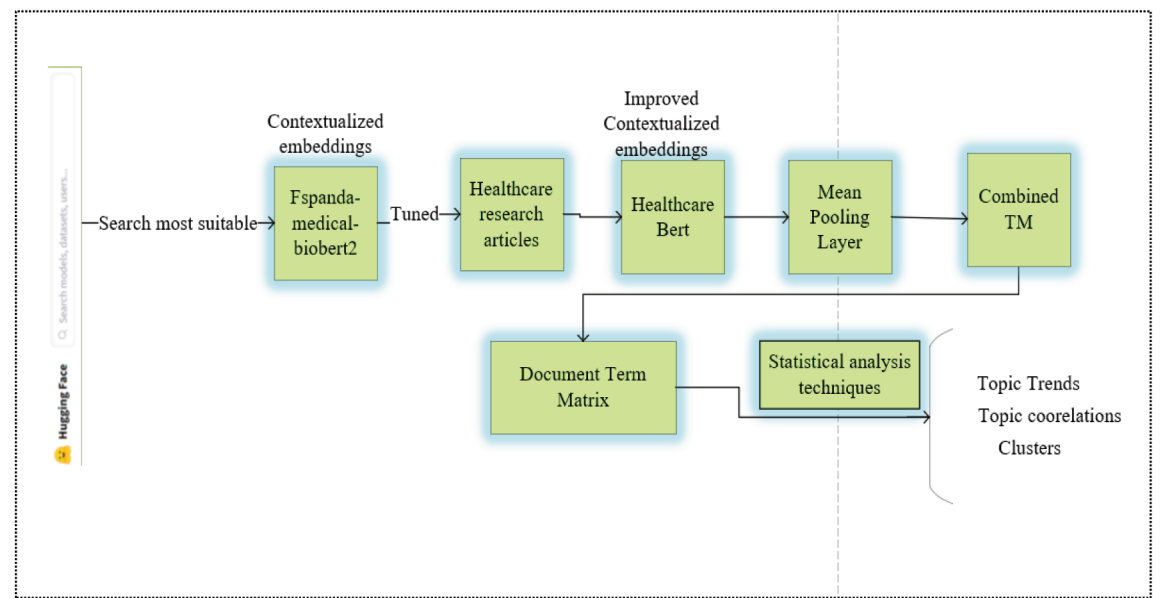 Hugging Face
Search models, datasets, users...
Search most suitable
Contextualized
embeddings
Fspanda-
medical-
biobert2
Tuned
Healthcare
research
articles
Improved
Contextualized
embeddings
Healthcare
Bert
Mean
Pooling
Layer
Combined
TM
Document Term
Matrix
Statistical analysis
techniques
Topic Trends
Topic coorelations
Clusters